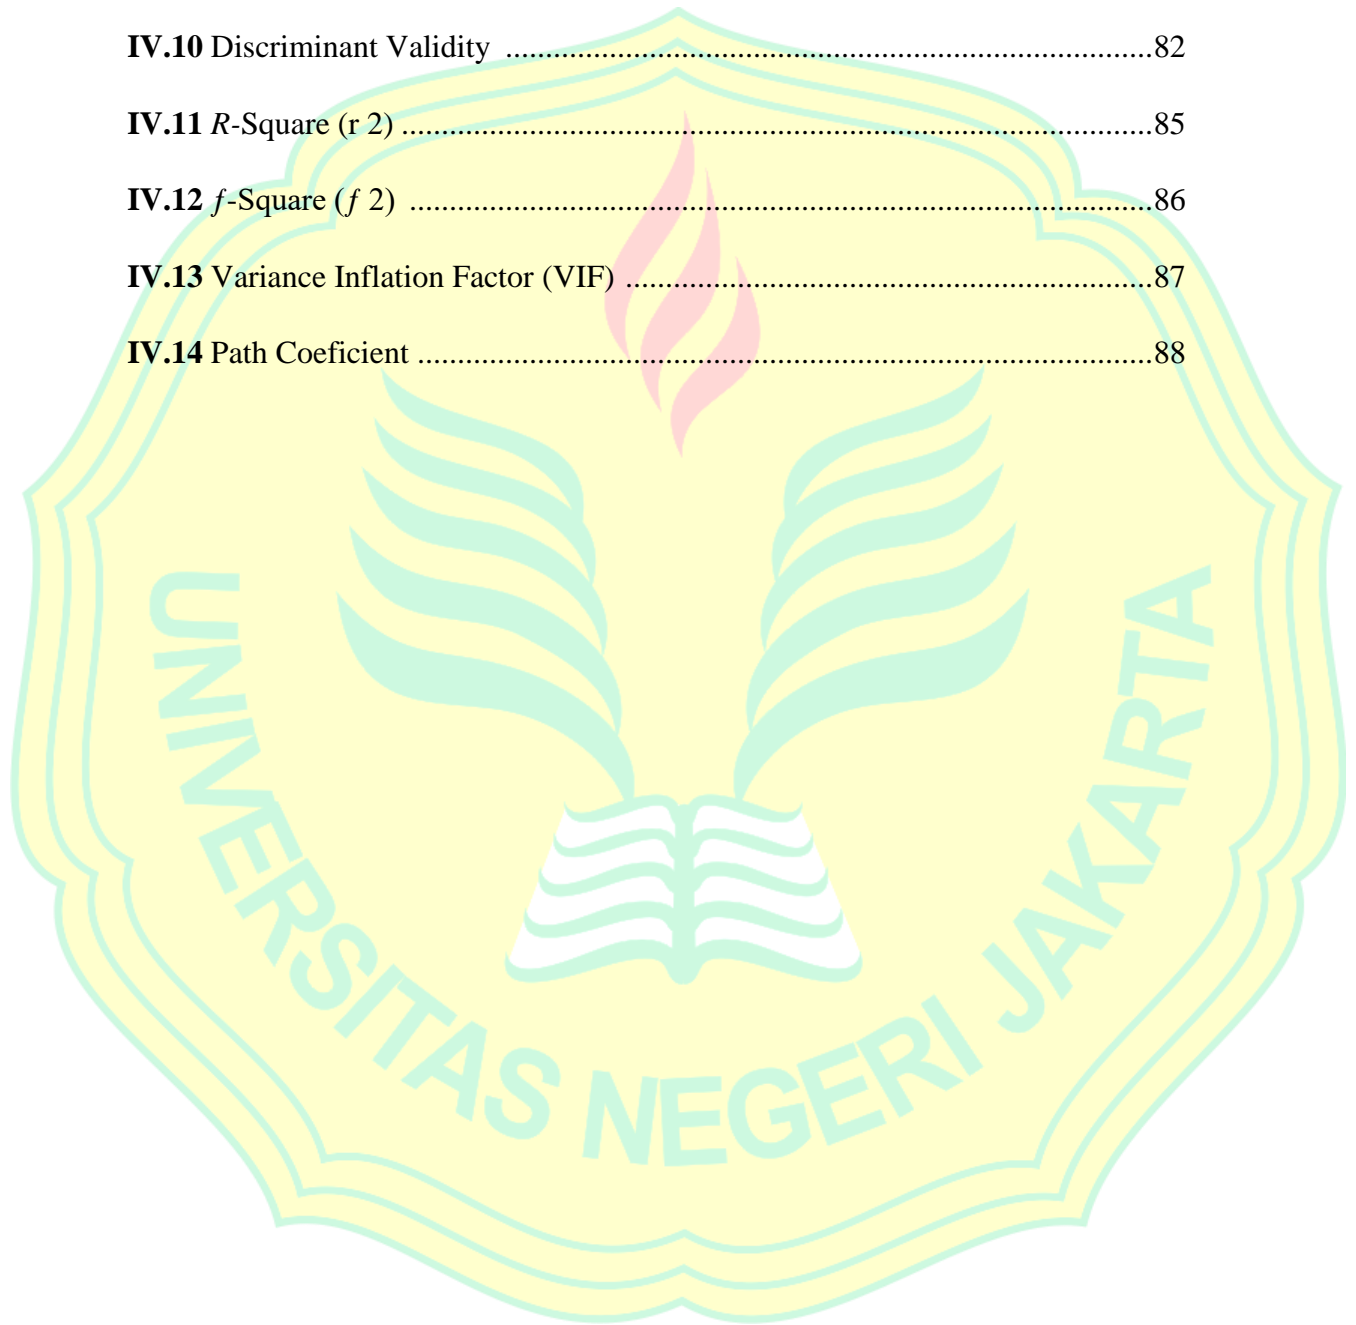 IV.10 Discriminant Validity ................................................................................82
IV.11 R-Square (r 2) .............................................................................................85
IV.12 ƒ-Square (ƒ 2) ............................................................................................86
IV.13 Variance Inflation Factor (VIF) .................................................................87
IV.14 Path Coeficient ...........................................................................................88
UNIVERSITAS NEGERI JAKARTA